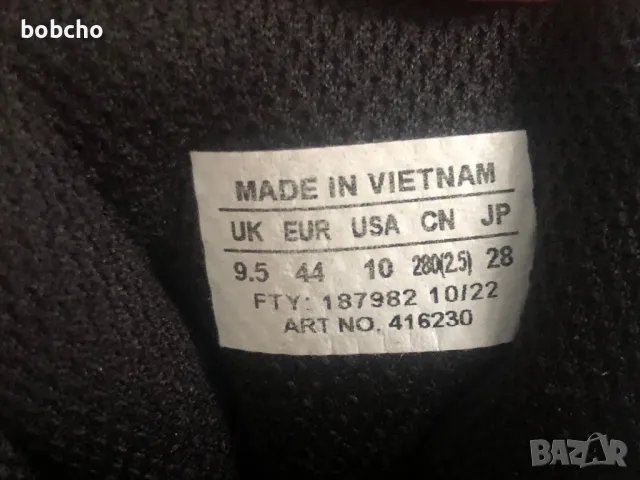 bobcho
MADE IN VIETNAM
UK EUR USA CN JP
9.5 44 10 280(2.5) 28
FTY: 187982 10/22
ART NO. 416230
BAZAR